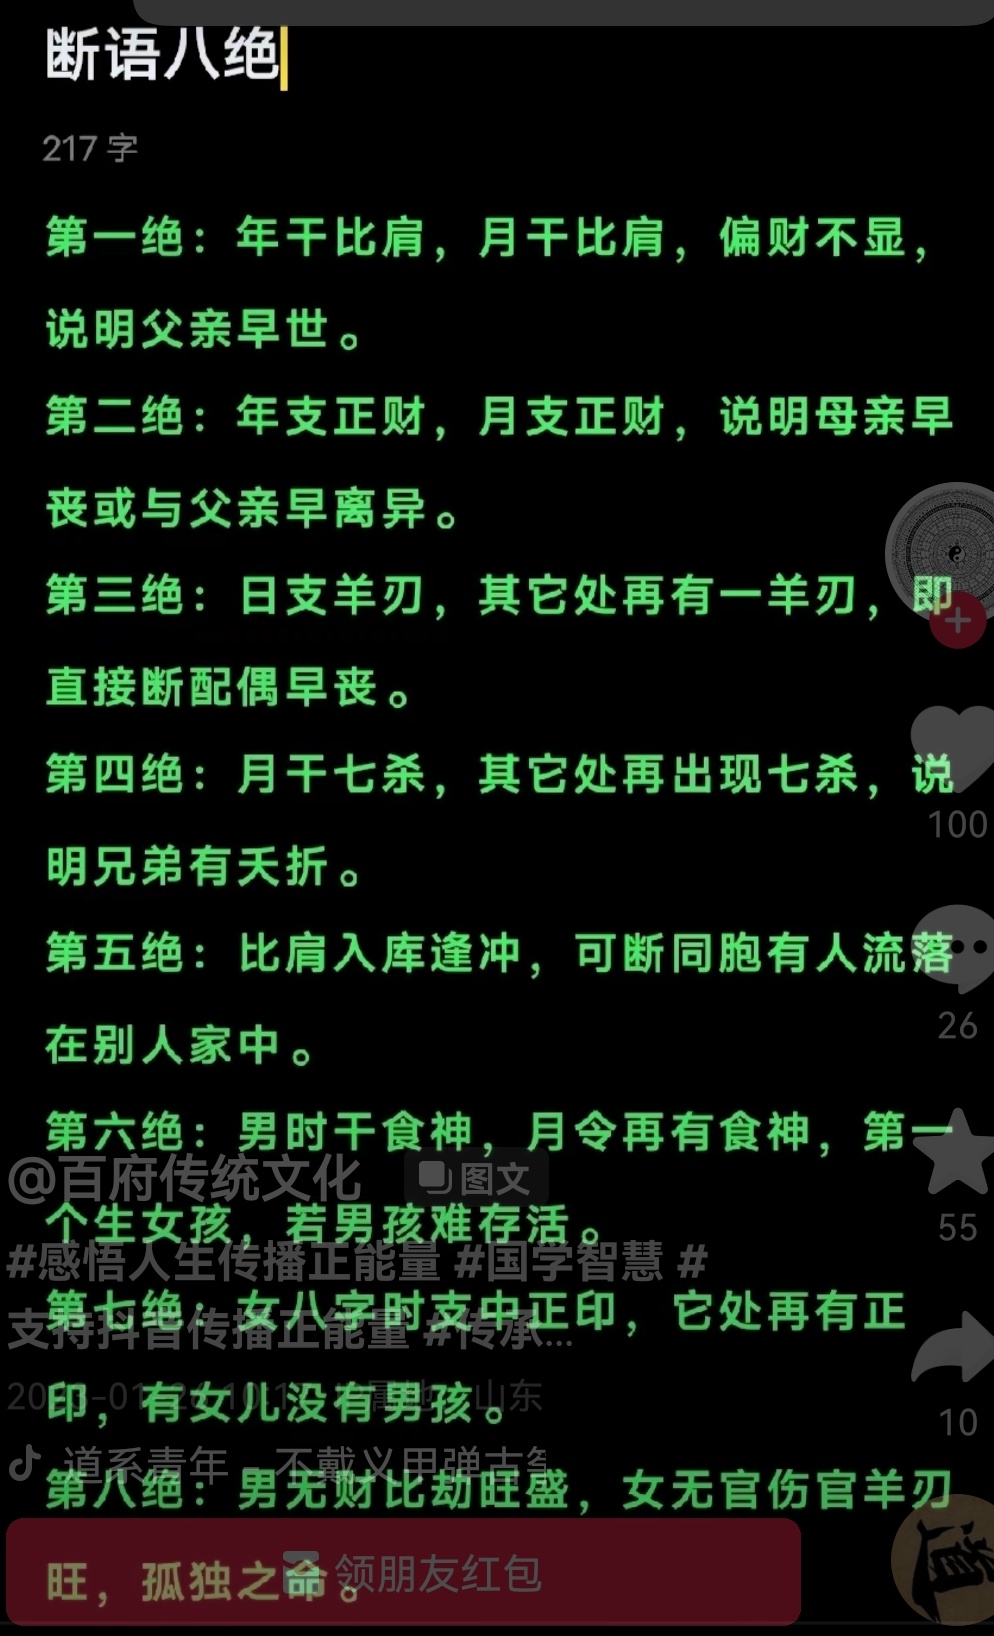 断语八绝
217 字
第一绝：年干比肩，月干比肩，偏财不显，
说明父亲早世。
第二绝：年支正财，月支正财，说明母亲早
丧或与父亲早离异。
第三绝：日支羊刃，其它处再有一羊刃，即
直接断配偶早丧。
第四绝：月干七杀，其它处再出现七杀，说
100
明兄弟有夭折。
第五绝：比肩入库逢冲，可断同胞有人流落
26
在别人家中。
第六绝：男时干食神，月令再有食神，第一
@百府传统文化
图文
个生女孩，若男孩难存活。
55
#感悟人生传播正能量 #国学智慧 #
第七绝：女八字时支中正印，它处再有正
支持抖音传播正能量 #传承...
印，有女儿没有男孩。
山东
10
道系青年 - 不戴义甲弹古筝
第八绝：男无财比劫旺盛，女无官伤官羊刃
旺，孤独之命。
领朋友红包